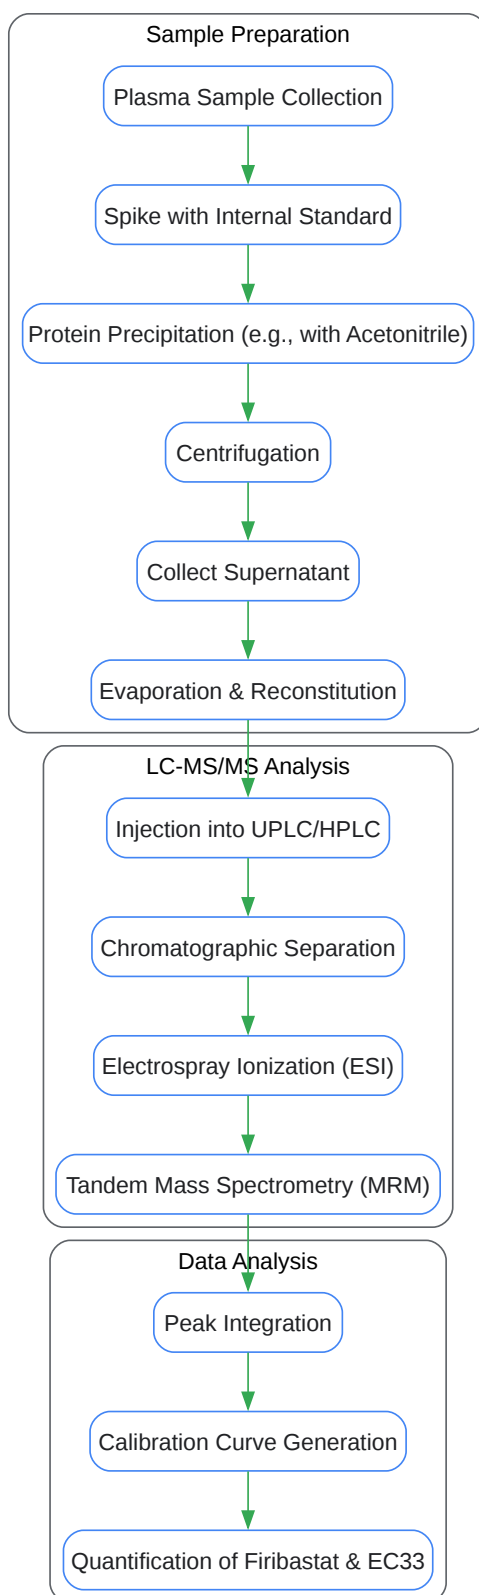 Sample Preparation
Plasma Sample Collection
Spike with Internal Standard
Protein Precipitation (e.g., with Acetonitrile)
Centrifugation
Collect Supernatant
Evaporation & Reconstitution
LC-MS/MS Analysis
Injection into UPLC/HPLC
Chromatographic Separation
Electrospray Ionization (ESI)
Tandem Mass Spectrometry (MRM)
Data Analysis
Peak Integration
Calibration Curve Generation
Quantification of Firibastat & EC33